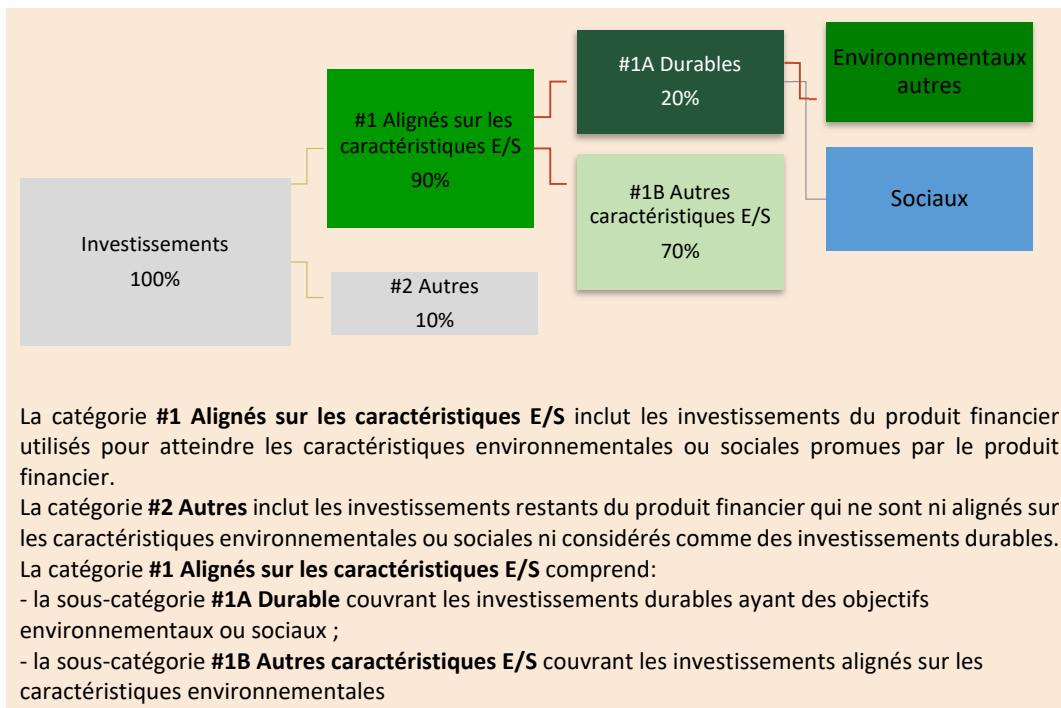 #1A Durables
20%
Environnementaux
autres
#1 Alignés sur les
caractéristiques E/S
90%
#1B Autres
caractéristiques E/S
70%
Sociaux
Investissements
100%
#2 Autres
10%
La catégorie #1 Alignés sur les caractéristiques E/S inclut les investissements du produit financier
utilisés pour atteindre les caractéristiques environnementales ou sociales promues par le produit
financier.
La catégorie #2 Autres inclut les investissements restants du produit financier qui ne sont ni alignés sur
les caractéristiques environnementales ou sociales ni considérés comme des investissements durables.
La catégorie #1 Alignés sur les caractéristiques E/S comprend:
- la sous-catégorie #1A Durable couvrant les investissements durables ayant des objectifs
environnementaux ou sociaux ;
- la sous-catégorie #1B Autres caractéristiques E/S couvrant les investissements alignés sur les
caractéristiques environnementales